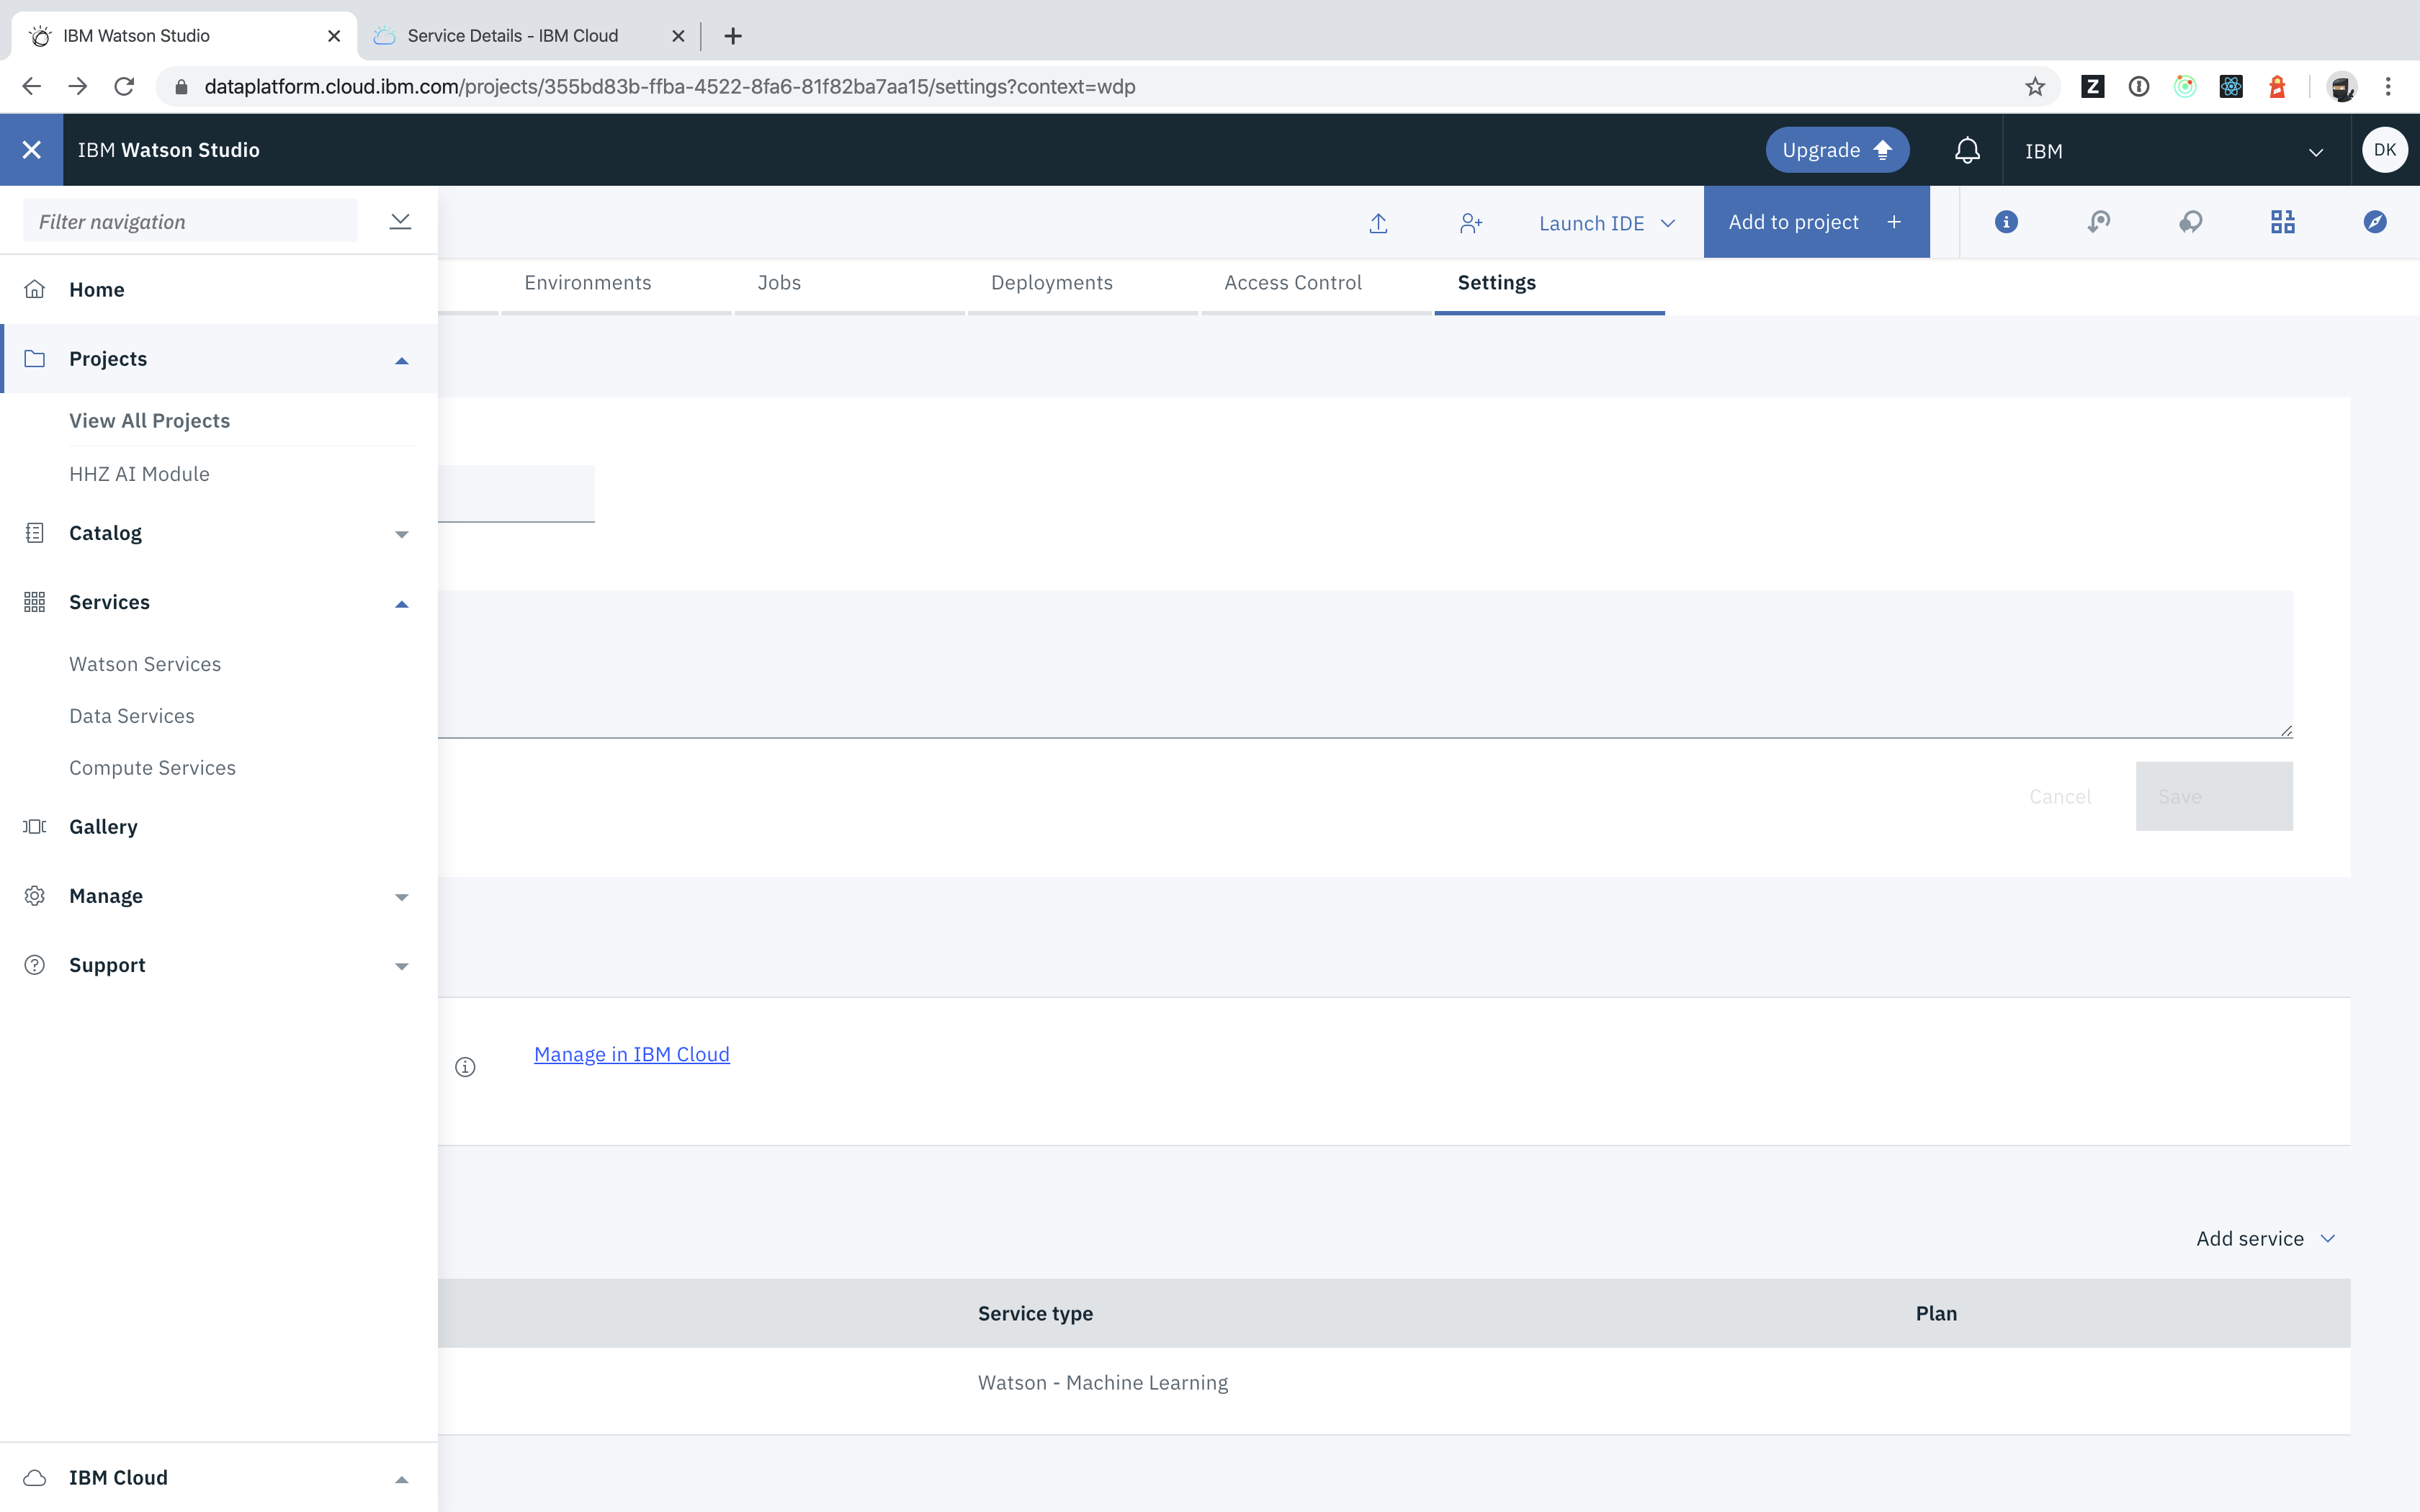 IBM Watson Studio
Service Details - IBM Cloud
dataplatform.cloud.ibm.com/projects/355bd83b-ffba-4522-8fa6-81f82ba7aa15/settings?context=wdp
IBM Watson Studio
Upgrade
IBM
DK
Filter navigation
Launch IDE
Add to project
Home
Environments
Jobs
Deployments
Access Control
Settings
Projects
View All Projects
HHZ AI Module
Catalog
Services
Watson Services
Data Services
Compute Services
Cancel
Save
Gallery
Manage
Support
Manage in IBM Cloud
Add service
Service type
Plan
Watson - Machine Learning
IBM Cloud